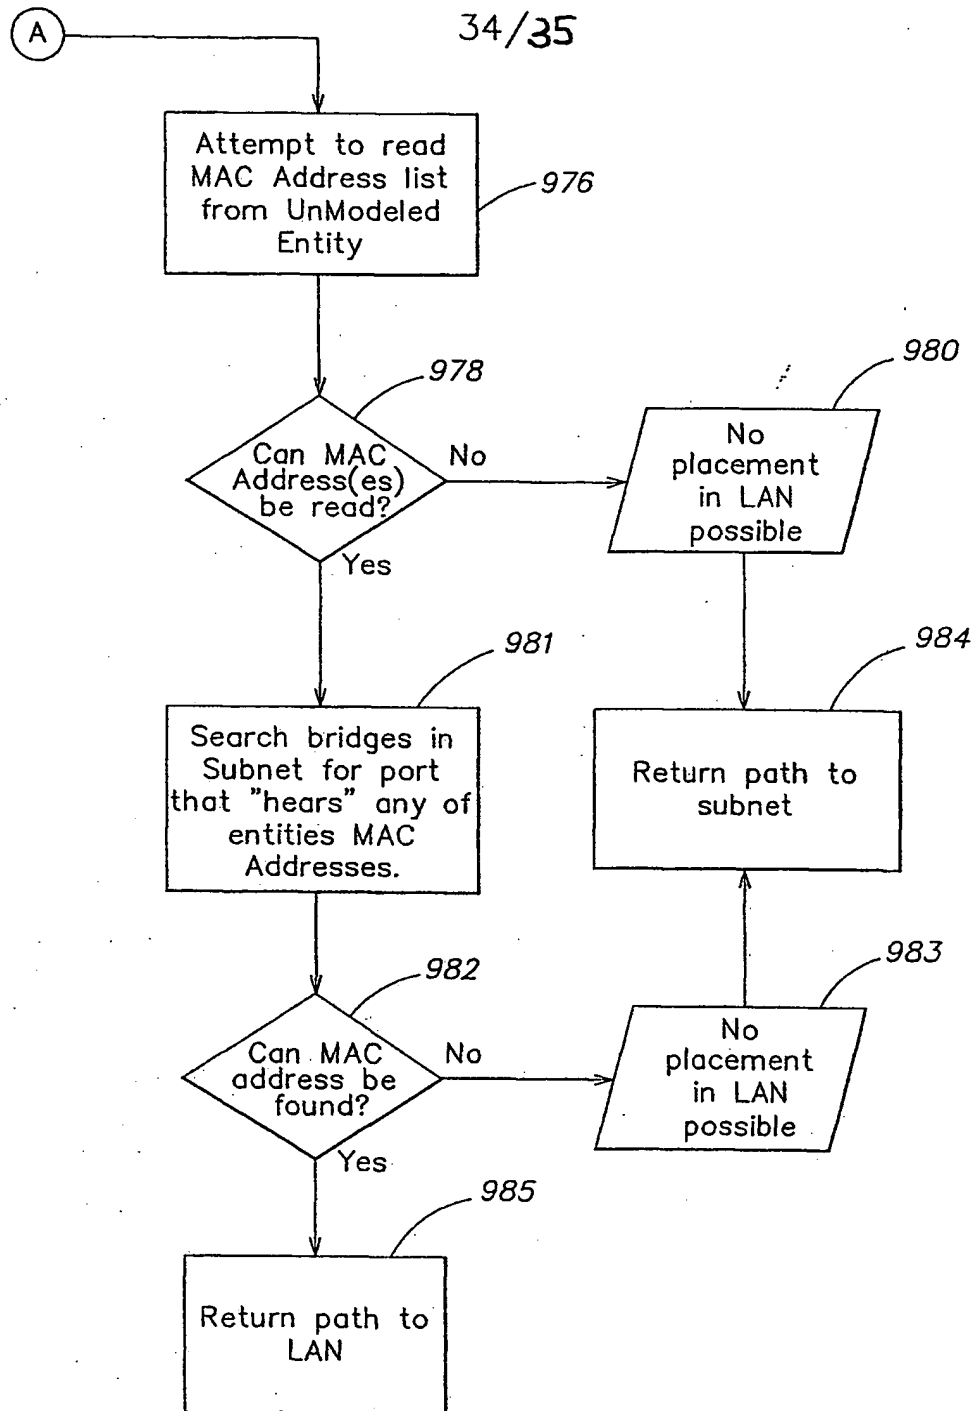 A
34/35
Attempt to read
MAC Address list
from UnModeled
Entity
976
978
Can MAC
Address(es)
be read?
No
Yes
980
No
placement
in LAN
possible
981
Search bridges in
Subnet for port
that "hears" any of
entities MAC
Addresses.
984
Return path to
subnet
982
Can MAC
address be
found?
No
Yes
983
No
placement
in LAN
possible
985
Return path to
LAN